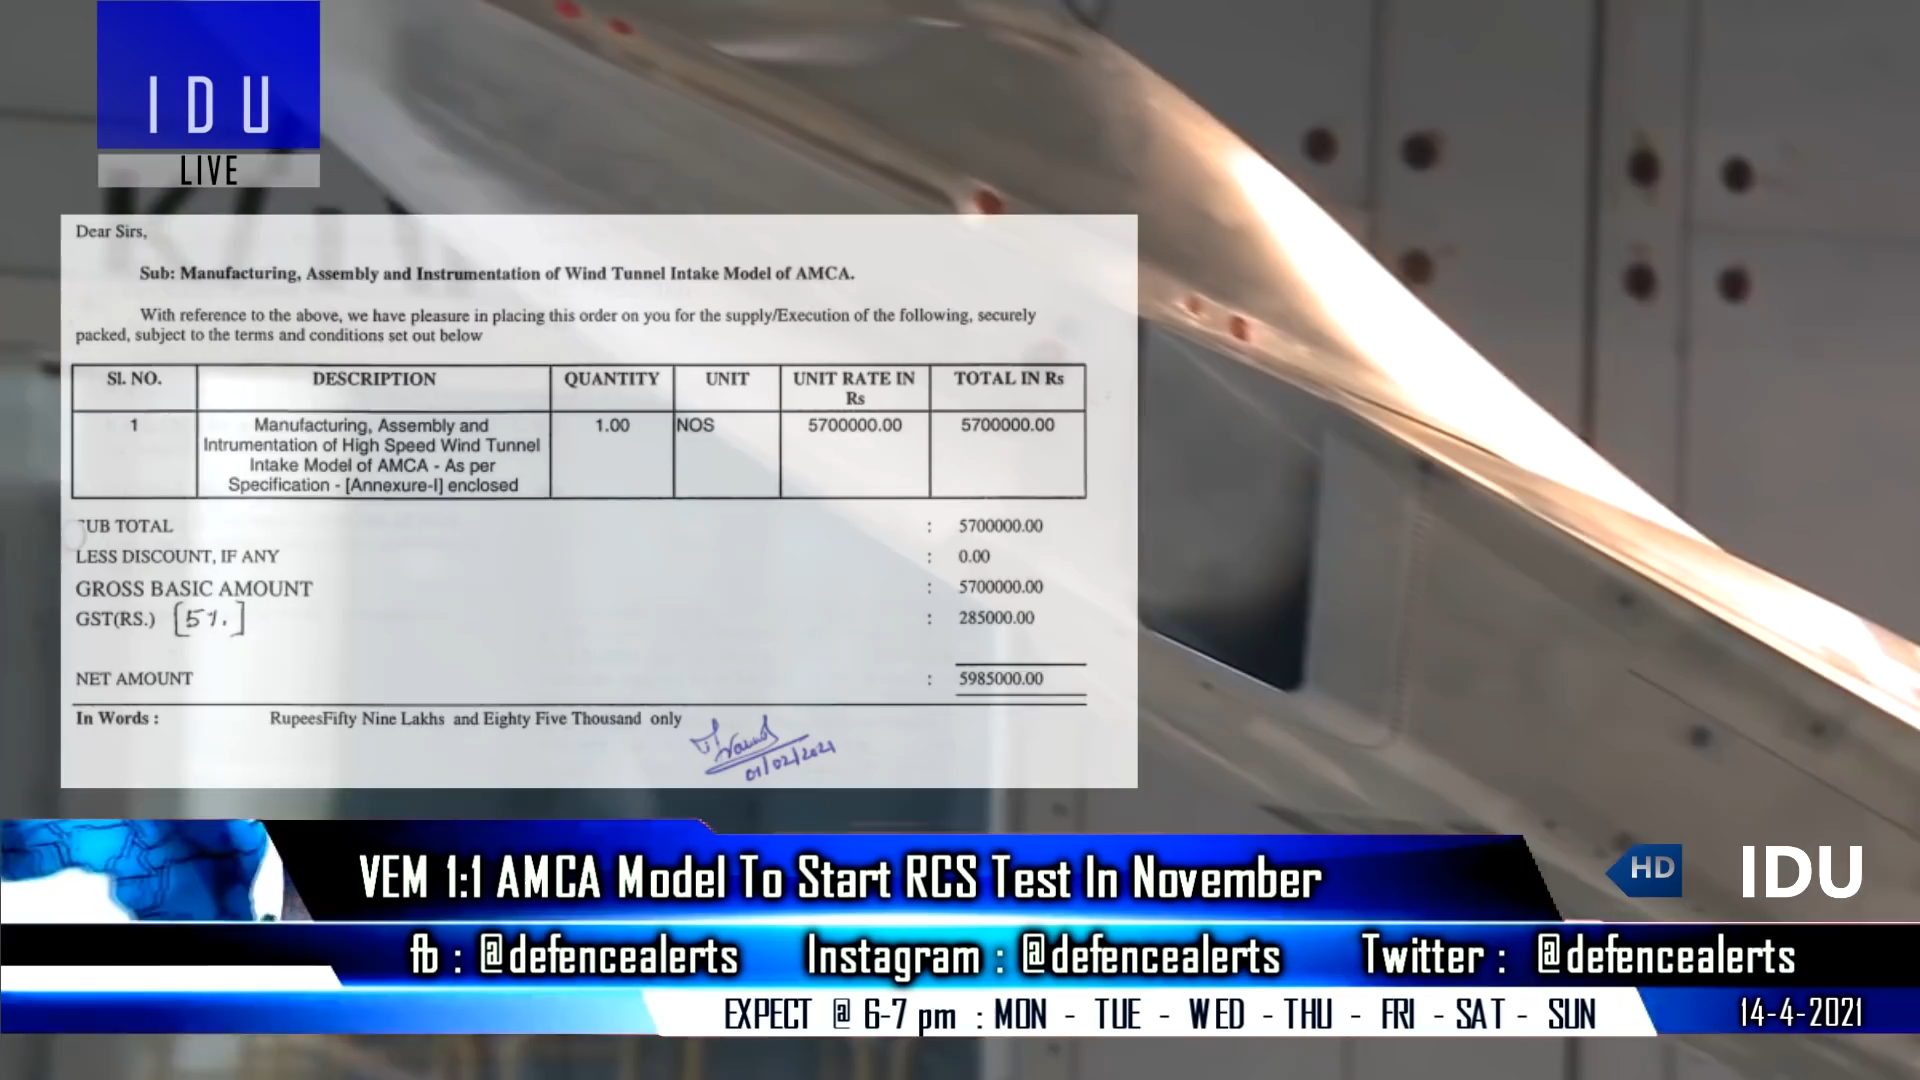 IDU
LIVE
Dear Sirs,
Sub: Manufacturing, Assembly and Instrumentation of Wind Tunnel Intake Model of AMCA.
With reference to the above, we have pleasure in placing this order on you for the supply/Execution of the following, securely
packed, subject to the terms and conditions set out below
Sl. NO. DESCRIPTION QUANTITY UNIT UNIT RATE IN Rs TOTAL IN Rs
1 Manufacturing, Assembly and 1.00 NOS 5700000.00 5700000.00
Intrumentation of High Speed Wind Tunnel
Intake Model of AMCA - As per
Specification - [Annexure-I] enclosed
UB TOTAL : 5700000.00
LESS DISCOUNT, IF ANY : 0.00
GROSS BASIC AMOUNT : 5700000.00
GST(RS.) [5%] : 285000.00
NET AMOUNT : 5985000.00
In Words : RupeesFifty Nine Lakhs and Eighty Five Thousand only
01/02/2021
VEM 1:1 AMCA Model To Start RCS Test In November
HD IDU
fb : @defencealerts Instagram : @defencealerts Twitter : @defencealerts
EXPECT @ 6-7 pm : MON - TUE - WED - THU - FRI - SAT - SUN 14-4-2021